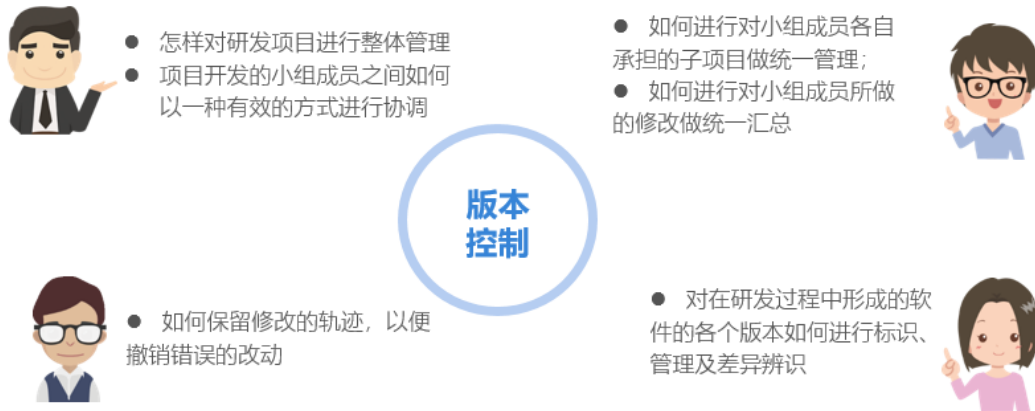 ● 怎样对研发项目进行整体管理
● 项目开发的小组成员之间如何
以一种有效的方式进行协调
● 如何进行对小组成员各自
承担的子项目做统一管理；
● 如何进行对小组成员所做
的修改做统一汇总
版本
控制
● 如何保留修改的轨迹，以便
撤销错误的改动
● 对在研发过程中形成的软
件的各个版本如何进行标识、
管理及差异辨识